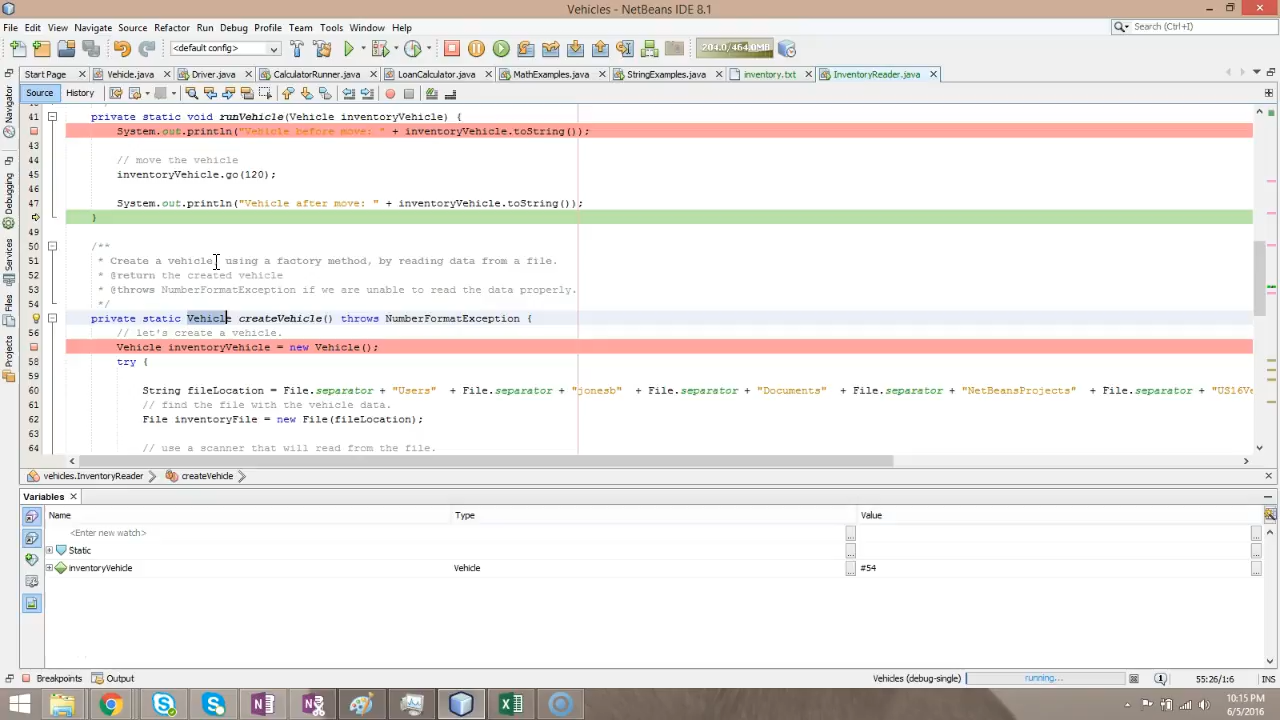 Vehicles - NetBeans IDE 8.1
File Edit View Navigate Source Refactor Run Debug Profile Team Tools Window Help
Search (Ctrl+I)
<default config>
204.0/464.0MB
Start Page Vehicle.java Driver.java CalculatorRunner.java LoanCalculator.java MathExamples.java StringExamples.java inventory.txt InventoryReader.java
Source History
Navigator
Debugging
Services
Files
Projects
41 private static void runVehicle(Vehicle inventoryVehicle) {
System.out.println("Vehicle before move: " + inventoryVehicle.toString());
43
44 // move the vehicle
45 inventoryVehicle.go(120);
46
47 System.out.println("Vehicle after move: " + inventoryVehicle.toString());
}
49
50 /**
51 * Create a vehicle, using a factory method, by reading data from a file.
52 * @return the created vehicle
53 * @throws NumberFormatException if we are unable to read the data properly.
54 */
private static Vehicle createVehicle() throws NumberFormatException {
56 // let's create a vehicle.
Vehicle inventoryVehicle = new Vehicle();
58 try {
59
60 String fileLocation = File.separator + "Users" + File.separator + "jonesb" + File.separator + "Documents" + File.separator + "NetBeansProjects" + File.separator + "US16Ve
61 // find the file with the vehicle data.
62 File inventoryFile = new File(fileLocation);
63
64 // use a scanner that will read from the file.
vehicles.InventoryReader createVehicle
Variables
Name Type Value
<Enter new watch>
Static
inventoryVehicle Vehicle #54
Breakpoints Output Vehicles (debug-single) running... 55:26/1:6 INS
10:15 PM
6/5/2016